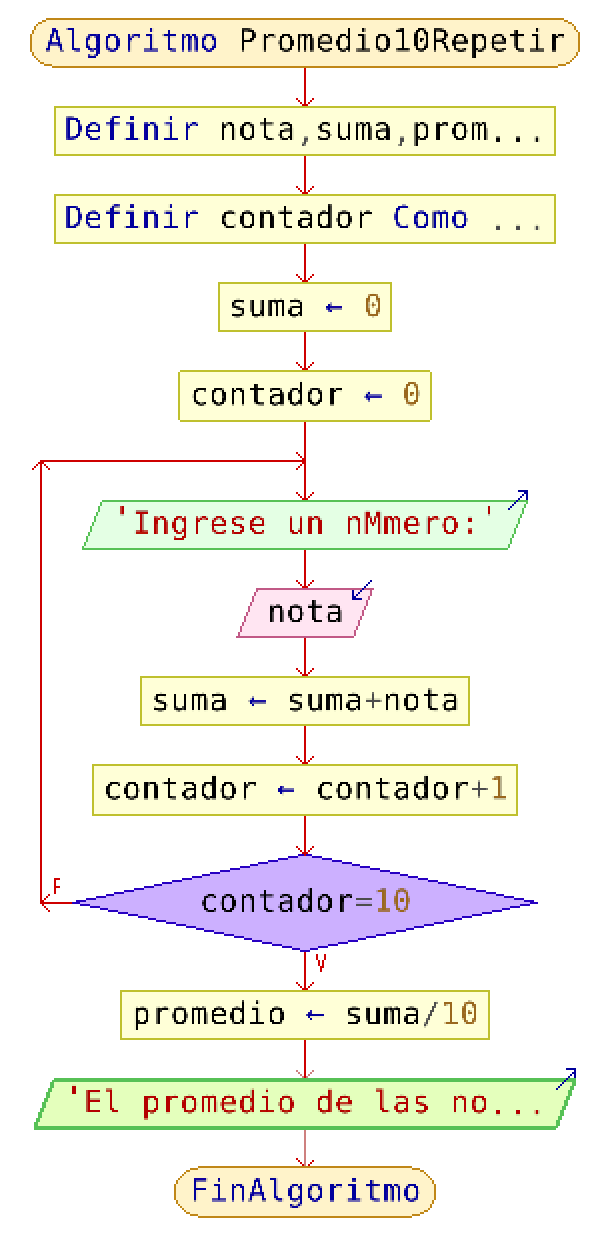 Algoritmo Promedio10Repetir
Definir nota,suma,prom...
Definir contador Como ...
suma ← 0
contador ← 0
'Ingrese un nMmero:'
nota
suma ← suma+nota
contador ← contador+1
contador=10
F
V
promedio ← suma/10
'El promedio de las no...
FinAlgoritmo